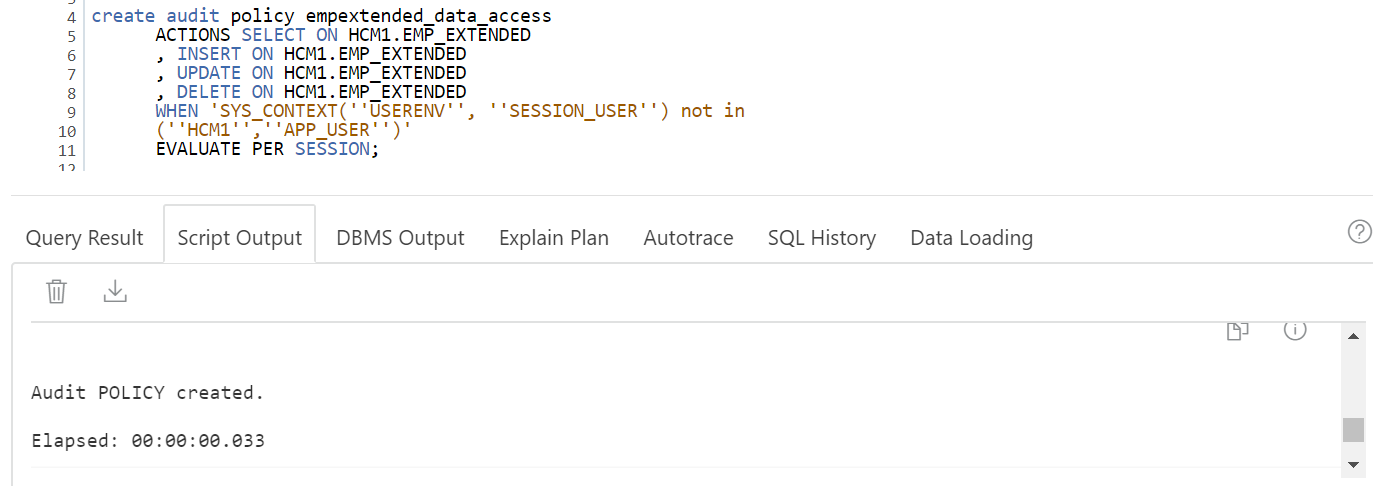 4 create audit policy empextended_data_access
5 ACTIONS SELECT ON HCM1.EMP_EXTENDED
6 , INSERT ON HCM1.EMP_EXTENDED
7 , UPDATE ON HCM1.EMP_EXTENDED
8 , DELETE ON HCM1.EMP_EXTENDED
9 WHEN 'SYS_CONTEXT(''USERENV'', ''SESSION_USER'') not in
10 (''HCM1'',''APP_USER'')'
11 EVALUATE PER SESSION;
12
Query Result Script Output DBMS Output Explain Plan Autotrace SQL History Data Loading
Audit POLICY created.
Elapsed: 00:00:00.033